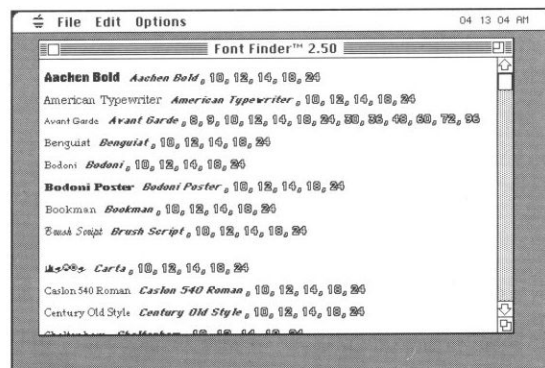 File Edit Options 04 13 04 AM
Font Finder™ 2.50
Aachen Bold Aachen Bold, 10, 12, 14, 18, 24
American Typewriter American Typewriter, 10, 12, 14, 18, 24
Avant Garde Avant Garde, 8, 9, 10, 12, 14, 18, 24, 30, 36, 48, 60, 72, 96
Benguiat Benguiat, 10, 12, 14, 18, 24
Bodoni Bodoni, 10, 12, 14, 18, 24
Bodoni Poster Bodoni Poster, 10, 12, 14, 18, 24
Bookman Bookman, 10, 12, 14, 18, 24
Brush Script Brush Script, 10, 12, 14, 18, 24
Carta, 10, 12, 14, 18, 24
Caslon 540 Roman Caslon 540 Roman, 10, 12, 14, 18, 24
Century Old Style Century Old Style, 10, 12, 14, 18, 24